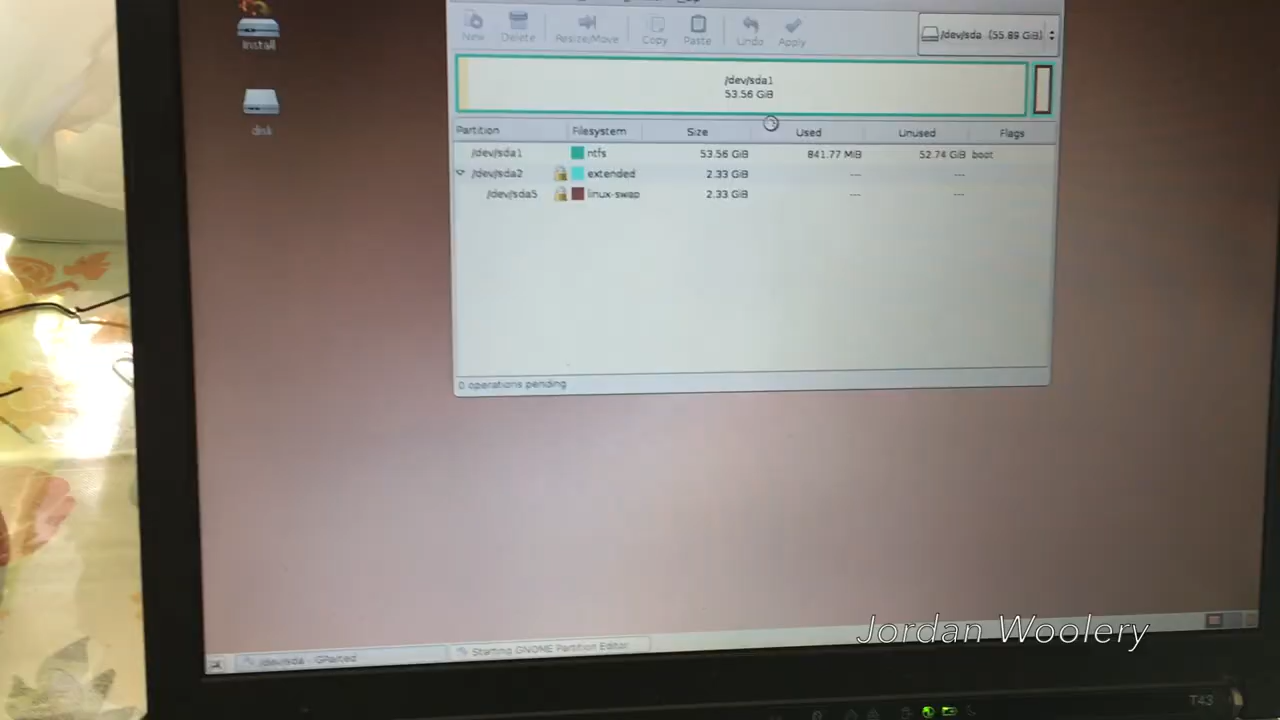 Install
disk
New Delete Resize/Move Copy Paste Undo Apply /dev/sda (55.89 GiB)
/dev/sda1
53.56 GiB
Partition Filesystem Size Used Unused Flags
/dev/sda1 ntfs 53.56 GiB 841.77 MiB 52.74 GiB boot
/dev/sda2 extended 2.33 GiB --- ---
/dev/sda5 linux-swap 2.33 GiB --- ---
0 operations pending
/dev/sda - GParted Starting GNOME Partition Editor
Jordan Woolery
T43